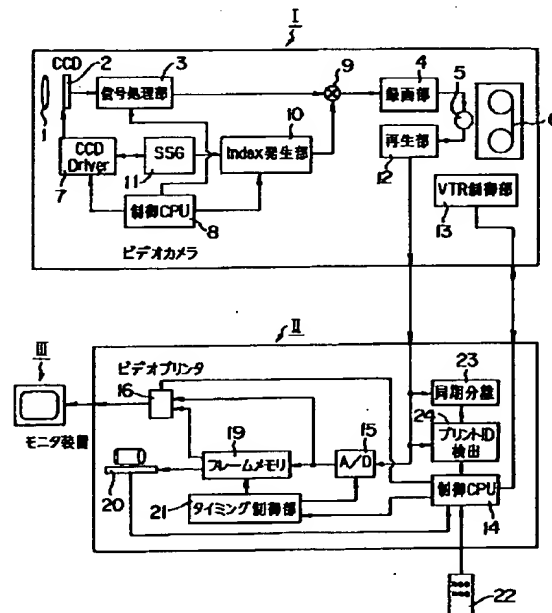 I
CCD
2
3
信号処理部
9
4
録画部
5
6
1
10
CCD
Driver
7
SSG
11
Index発生部
再生部
12
制御CPU
8
VTR制御部
13
ビデオカメラ
II
III
ビデオプリンタ
16
モニタ装置
23
同期分離
24
プリントID
検出
19
フレームメモリ
15
A/D
20
21
タイミング制御部
制御CPU
14
22